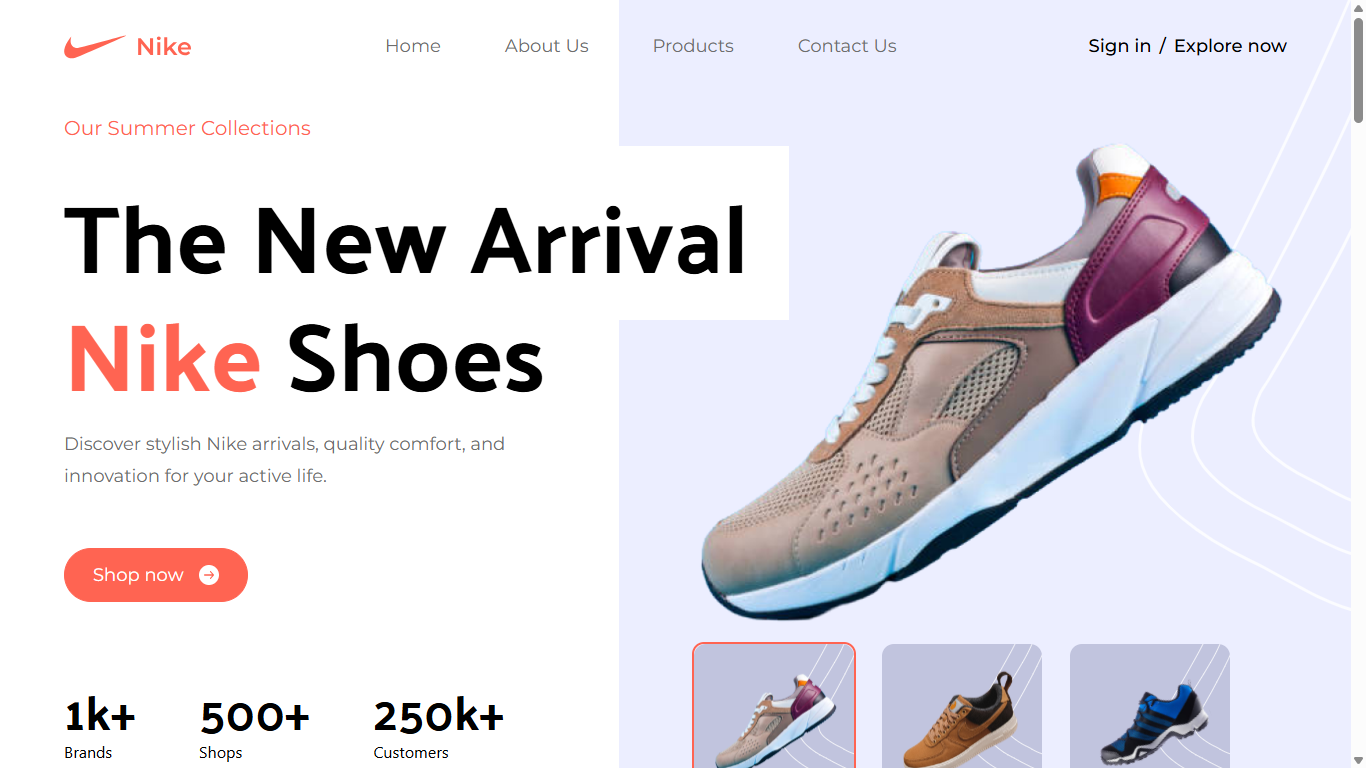 Nike
Home
About Us
Products
Contact Us
Sign in / Explore now
Our Summer Collections
The New Arrival
Nike Shoes
Discover stylish Nike arrivals, quality comfort, and
innovation for your active life.
Shop now
1k+
Brands
500+
Shops
250k+
Customers